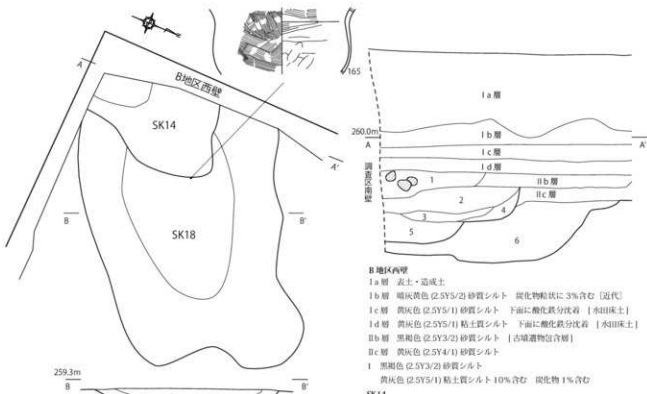 165
B地区西壁
A
A'
SK14
SK18
B
B'
259.3m
B
B'
260.0m
A
A'
調査区南壁
Ⅰa層
Ⅰb層
Ⅰc層
Ⅰd層
Ⅱb層
Ⅱc層
1
2
3
4
5
6
B地区西壁
Ⅰa層 表土・造成土
Ⅰb層 暗灰黄色 (2.5Y5/2) 砂質シルト 炭化物粒状に3%含む [近代]
Ⅰc層 黄灰色 (2.5Y5/1) 砂質シルト 下面に酸化鉄分沈着 [水田床土]
Ⅰd層 黄灰色 (2.5Y5/1) 粘土質シルト 下面に酸化鉄分沈着 [水田床土]
Ⅱb層 黒褐色 (2.5Y3/2) 砂質シルト [古墳遺物包含層]
Ⅱc層 黄灰色 (2.5Y4/1) 砂質シルト
1 黒褐色 (2.5Y3/2) 砂質シルト
黄灰色 (2.5Y5/1) 粘土質シルト10%含む 炭化物1%含む
SK14